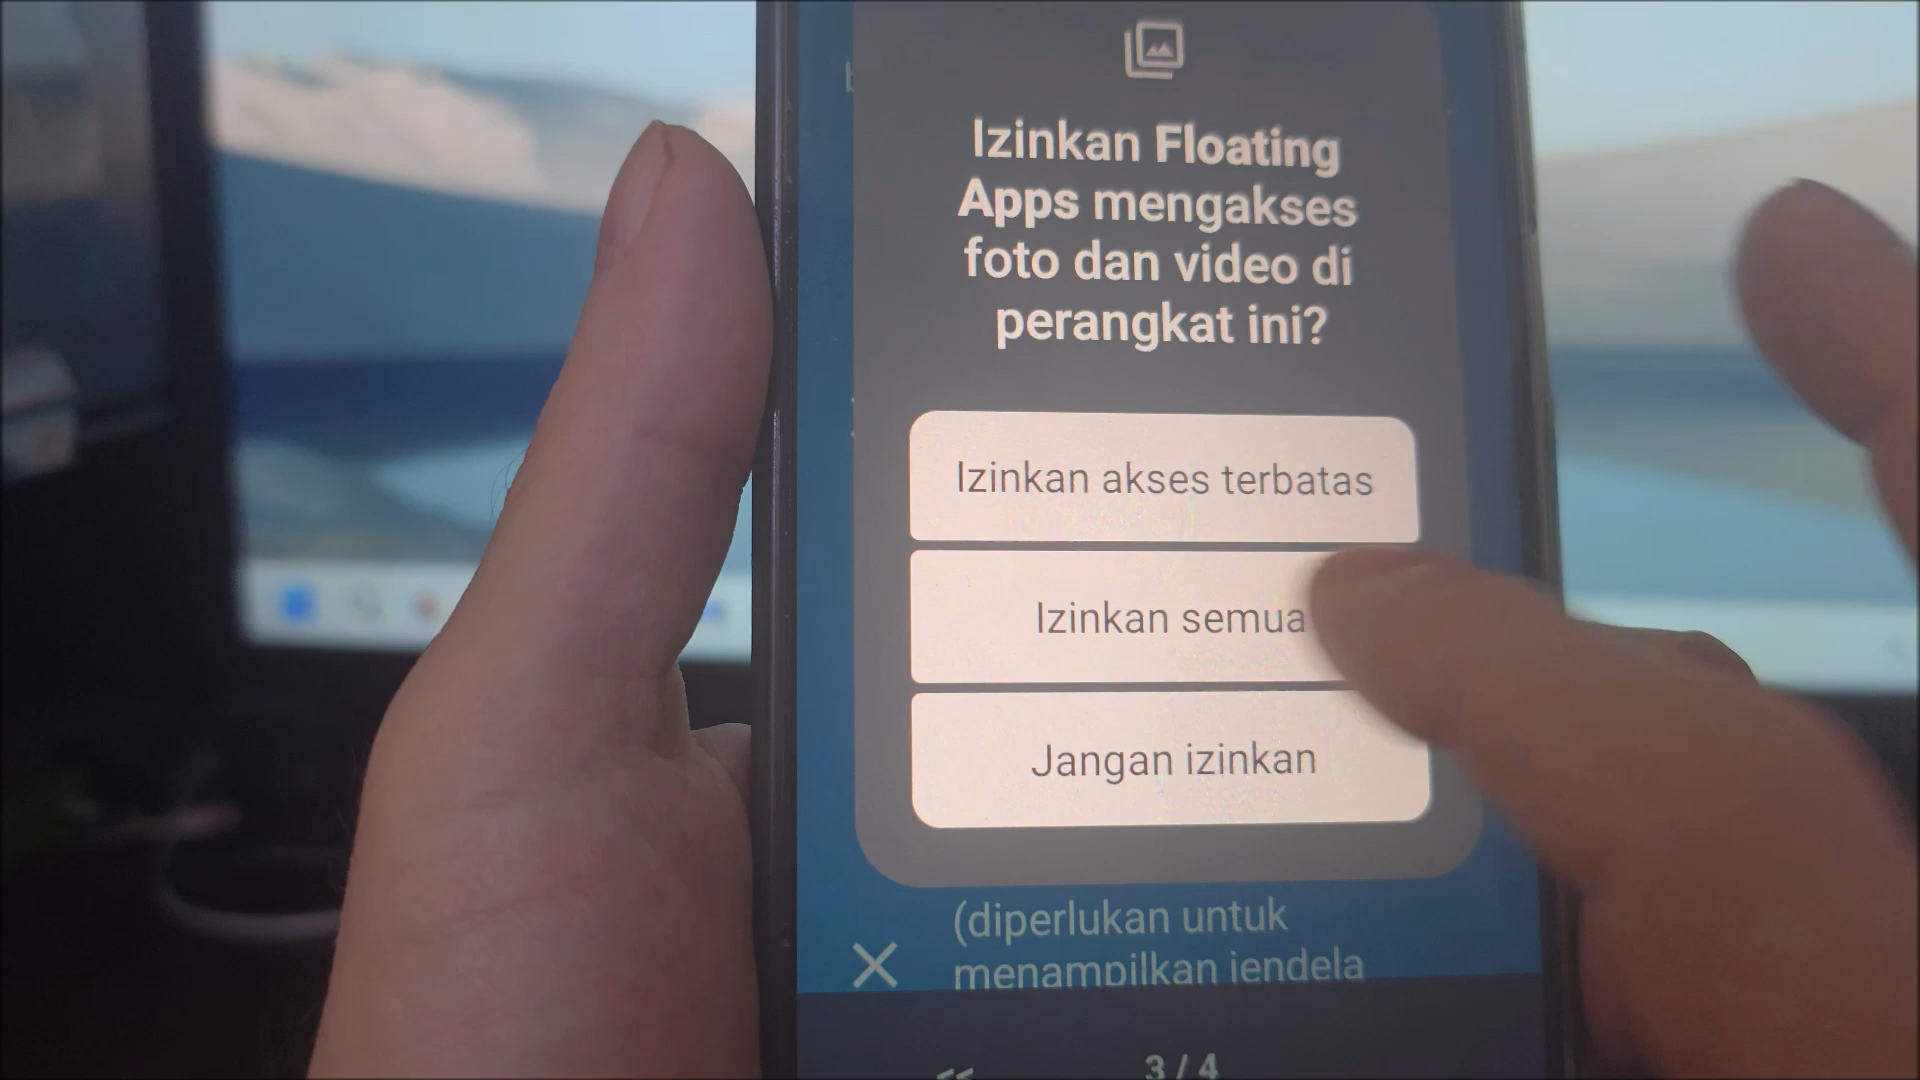 Izinkan Floating
Apps mengakses
foto dan video di
perangkat ini?
Izinkan akses terbatas
Izinkan semua
Jangan izinkan
(diperlukan untuk
menampilkan jendela
<<
3 / 4